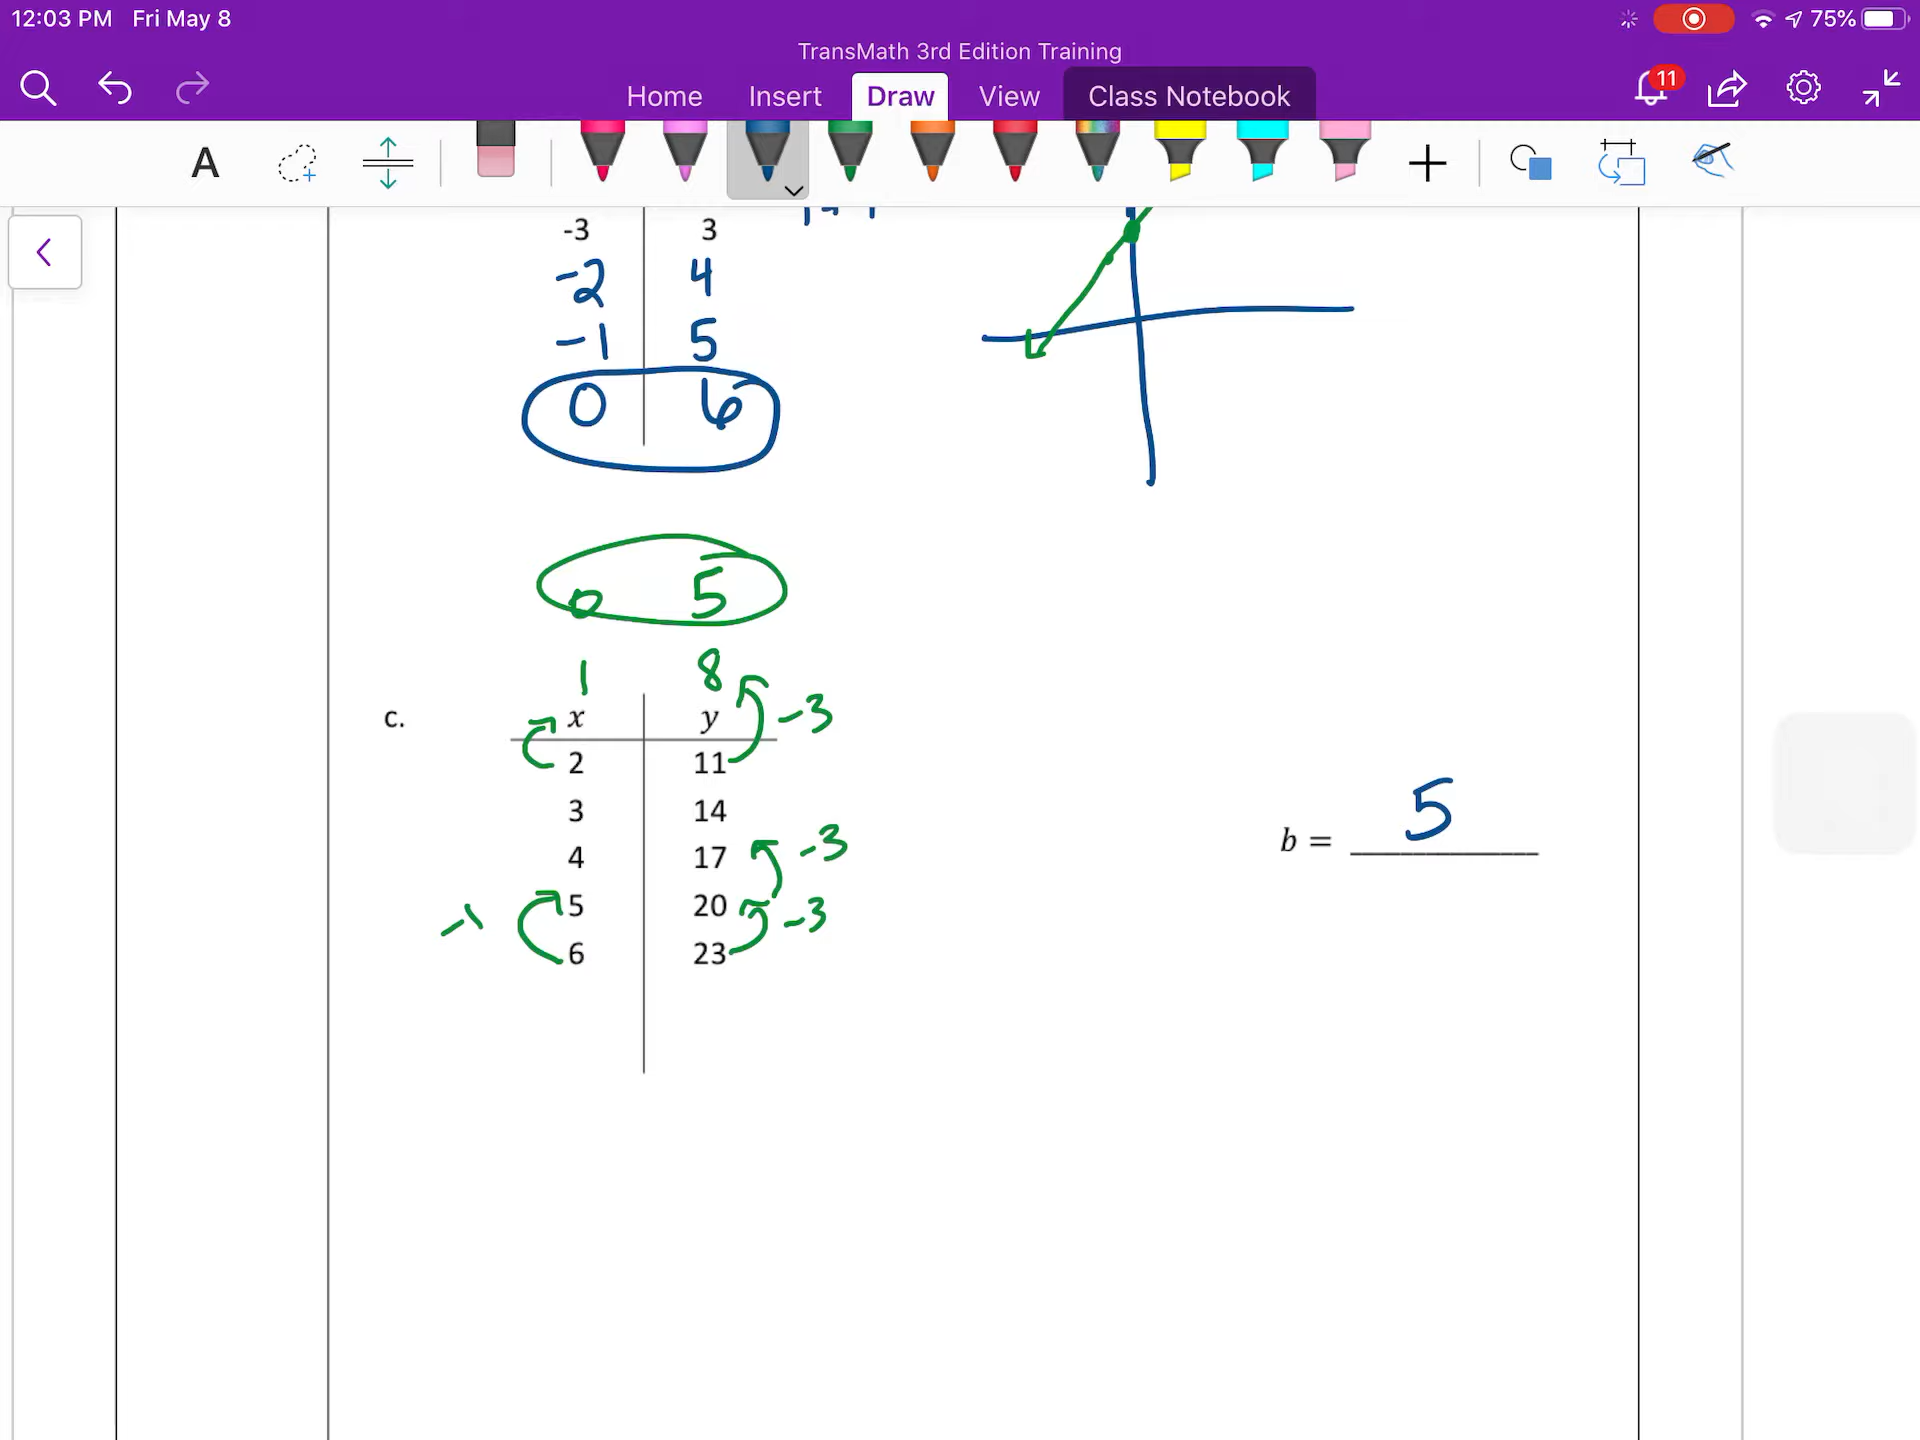 12:03 PM Fri May 8
75%
TransMath 3rd Edition Training
11
Home Insert Draw View Class Notebook
A
-3 3
-2 4
-1 5
0 6
0 5
1 8
c. x y -3
2 11
3 14
4 17 -3
-1 5 20 -3
6 23
b = 5